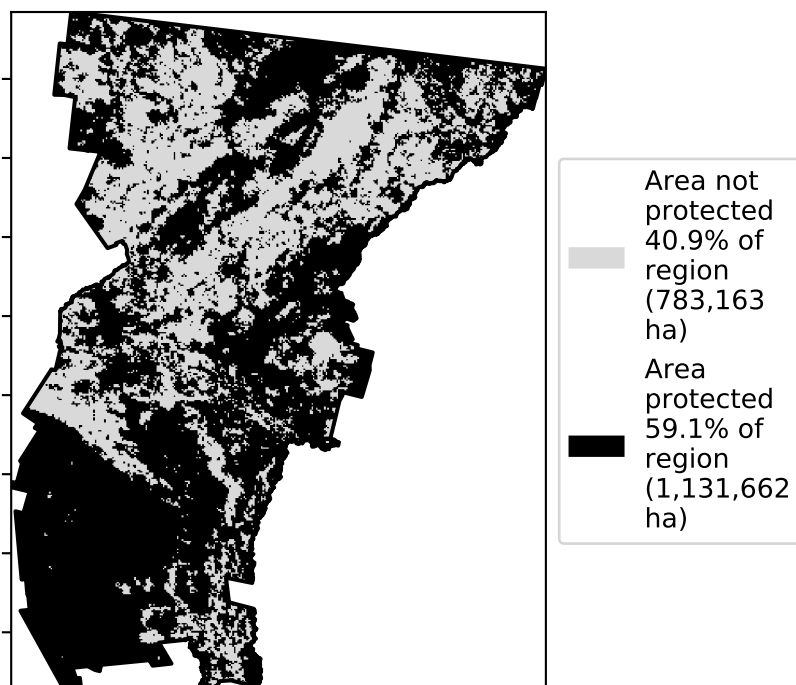 Area not
protected
40.9% of
region
(783,163
ha)
Area
protected
59.1% of
region
(1,131,662
ha)